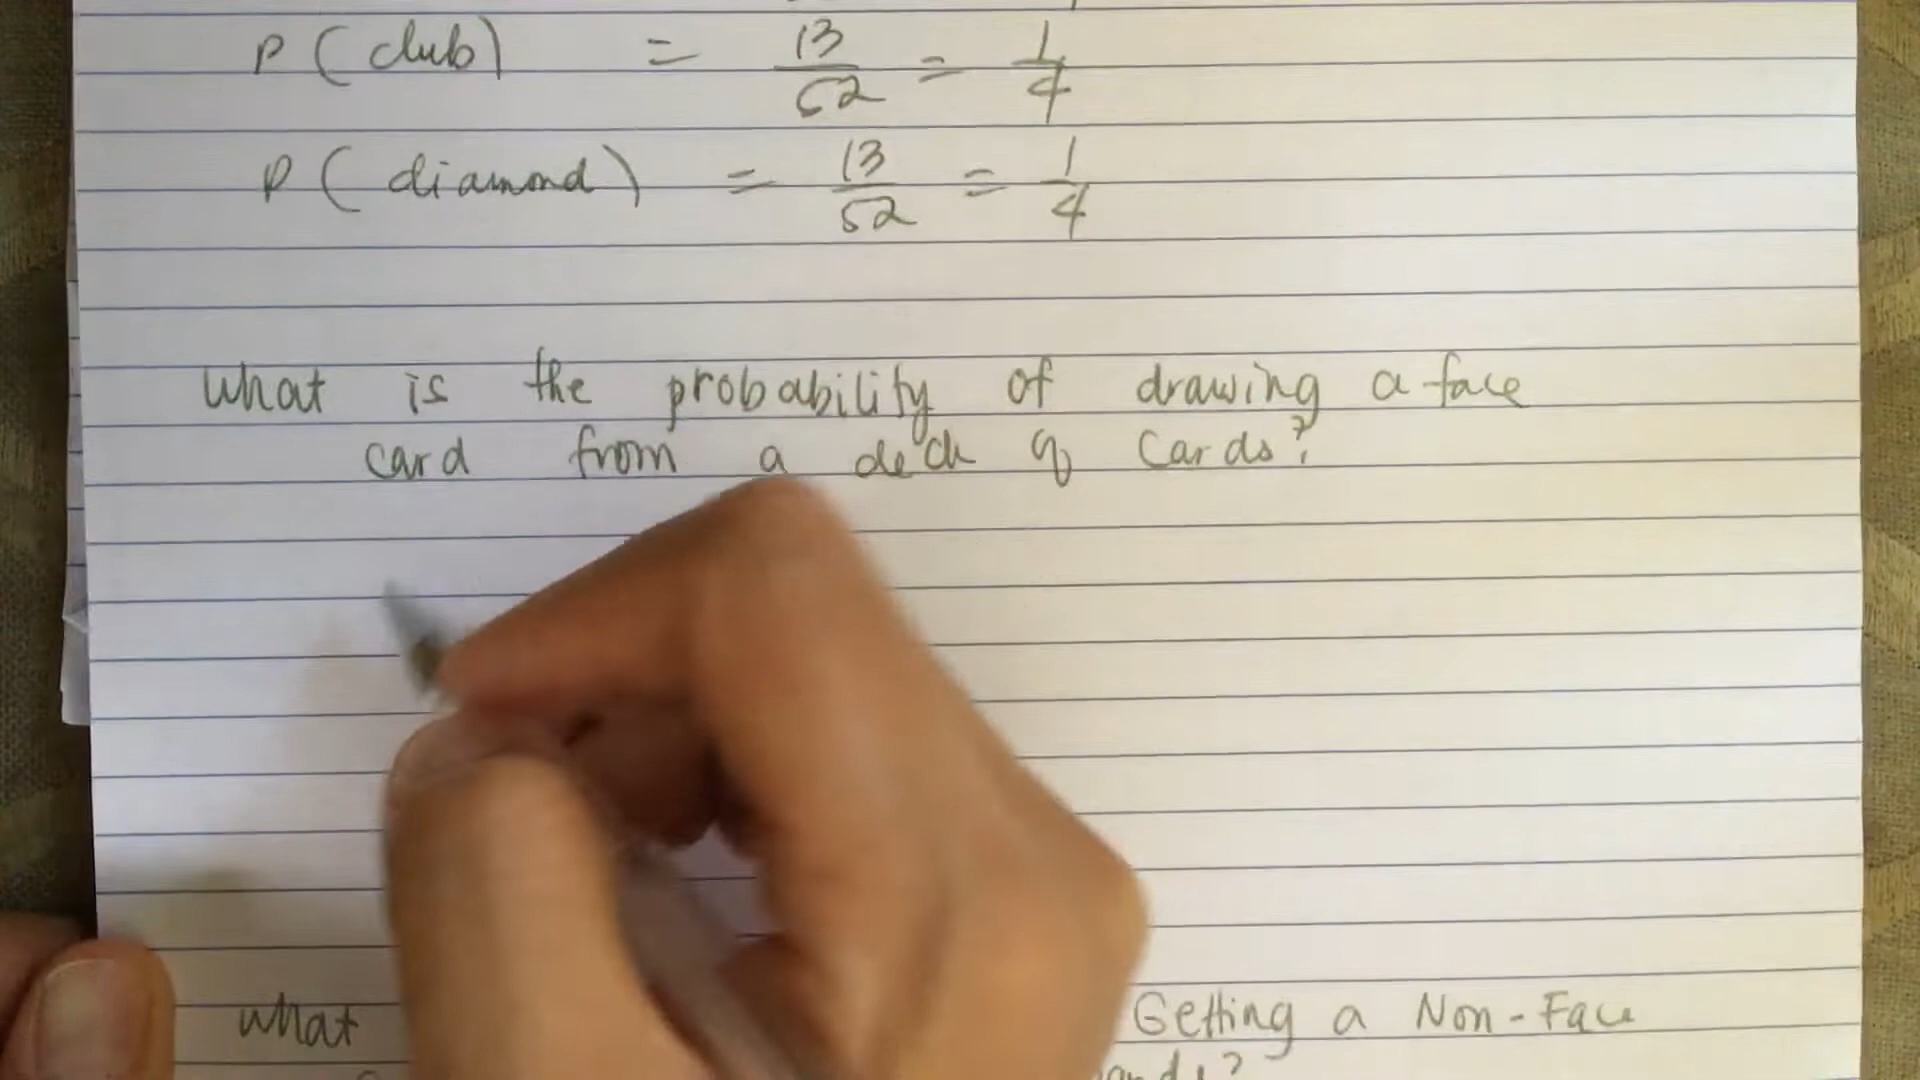 P (club) = 13/52 = 1/4
P (diamond) = 13/52 = 1/4
What is the probability of drawing a face
card from a deck of cards?
What Getting a Non-Face